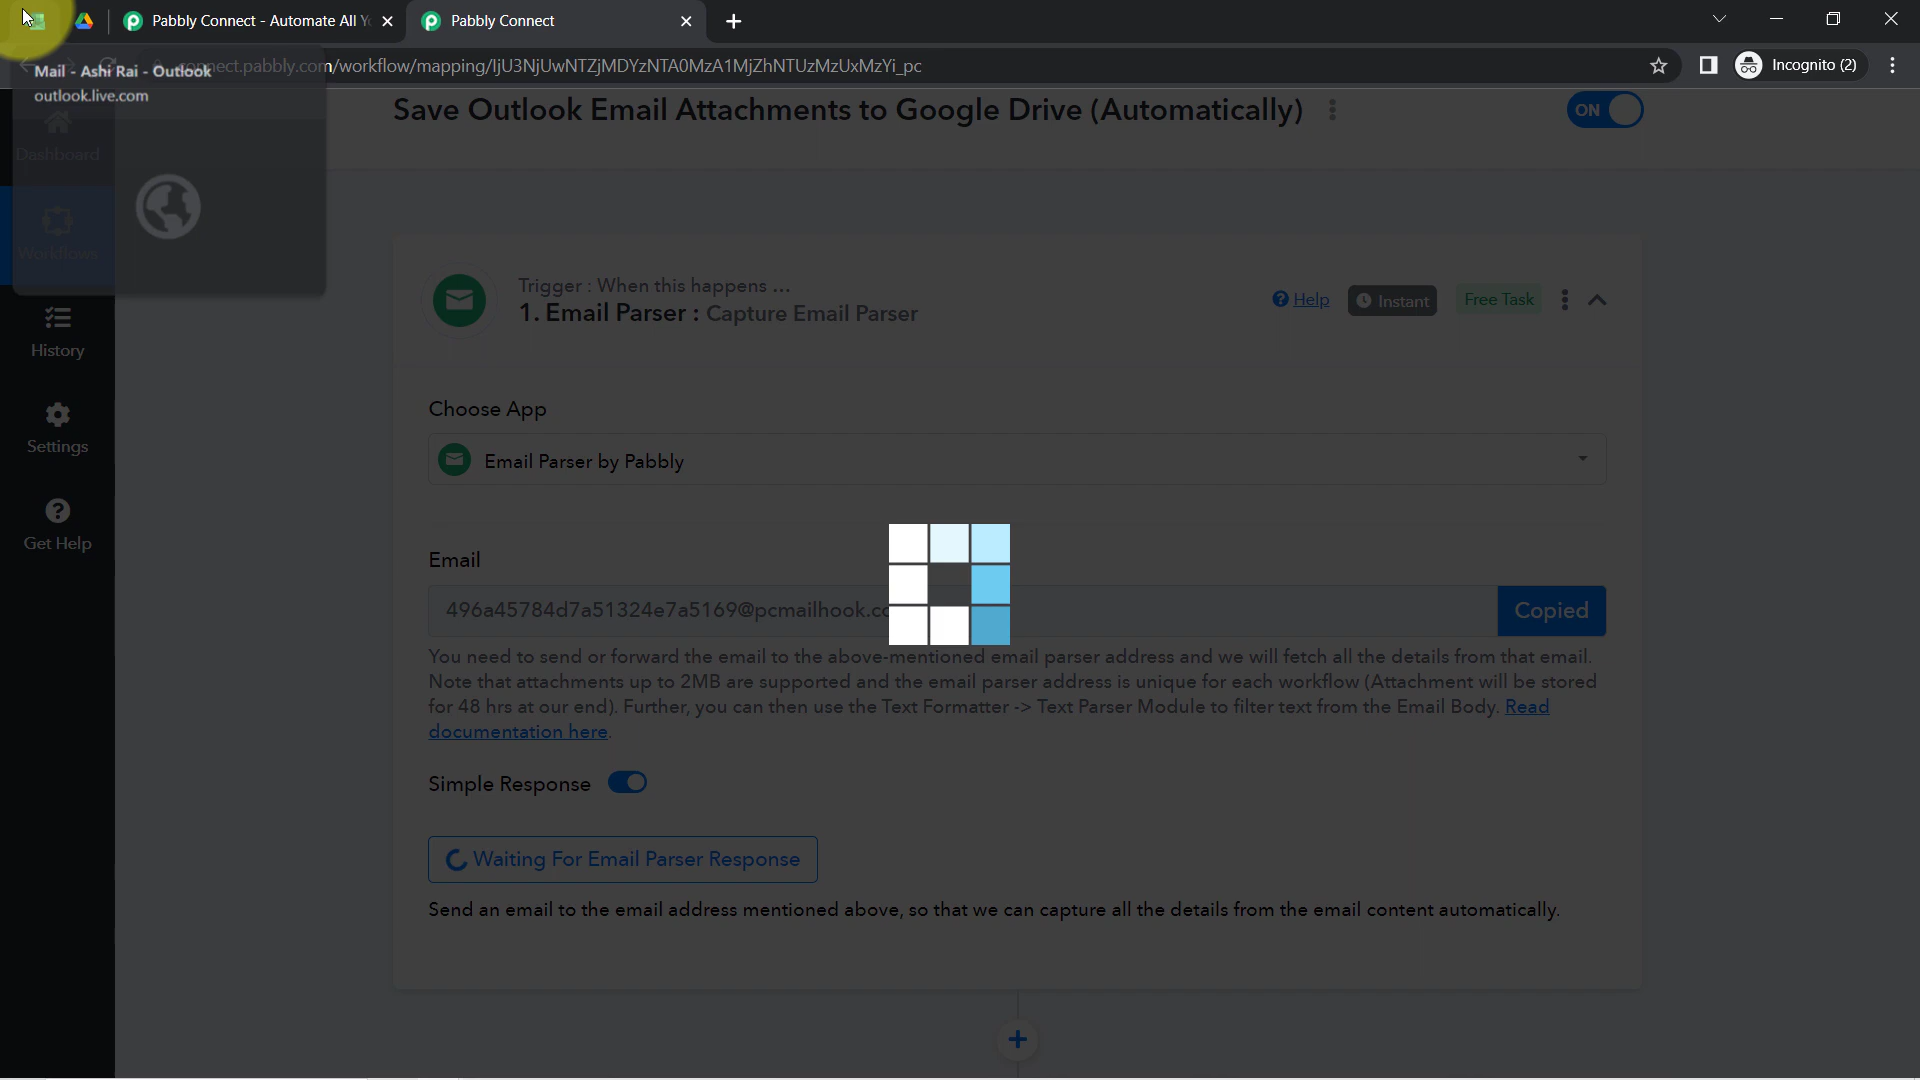 Pabbly Connect - Automate All Y
Pabbly Connect
Mail - Ashi Rai - Outlook
outlook.live.com
connect.pabbly.com/workflow/mapping/IjU3NjUwNTZjMDYzNTA0MzA1MjZhNTUzMzUxMzYi_pc
Incognito (2)
Save Outlook Email Attachments to Google Drive (Automatically)
ON
Dashboard
Workflows
History
Settings
Get Help
Trigger : When this happens ...
1. Email Parser : Capture Email Parser
Help
Instant
Free Task
Choose App
Email Parser by Pabbly
Email
496a45784d7a51324e7a5169@pcmailhook.co
Copied
You need to send or forward the email to the above-mentioned email parser address and we will fetch all the details from that email.
Note that attachments up to 2MB are supported and the email parser address is unique for each workflow (Attachment will be stored
for 48 hrs at our end). Further, you can then use the Text Formatter -> Text Parser Module to filter text from the Email Body. Read
documentation here.
Simple Response
Waiting For Email Parser Response
Send an email to the email address mentioned above, so that we can capture all the details from the email content automatically.